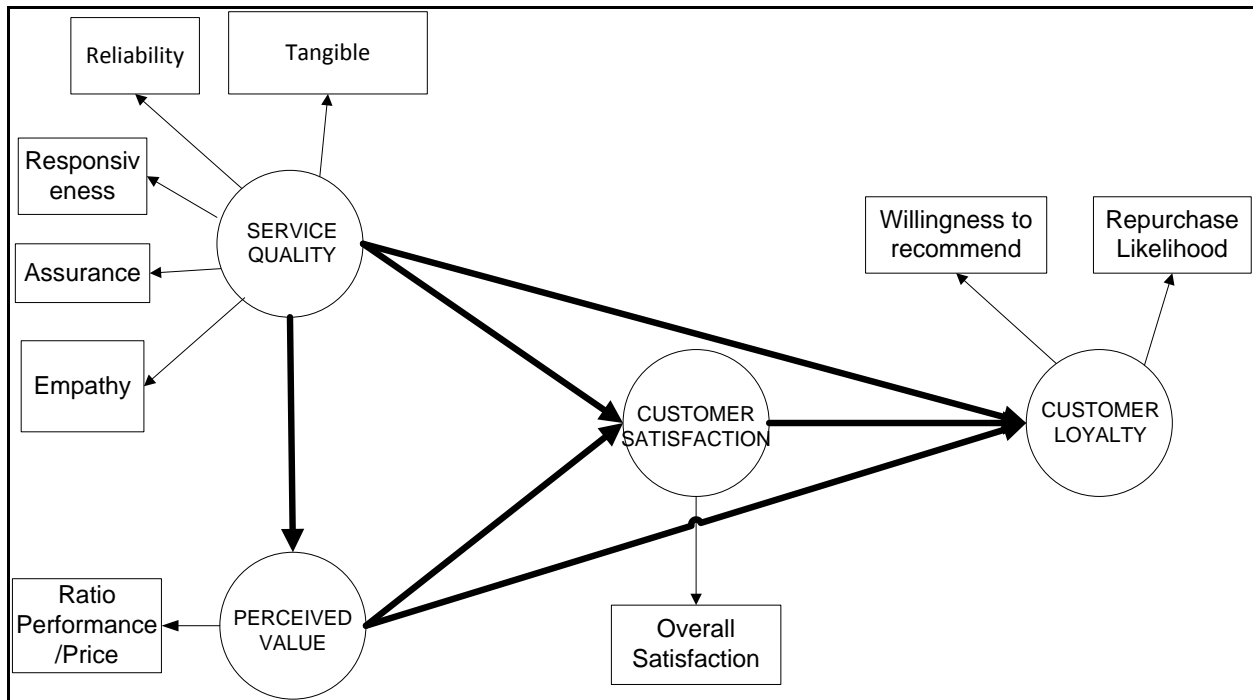 Reliability
Tangible
Responsiv
eness
SERVICE
QUALITY
Assurance
Empathy
Willingness to
recommend
Repurchase
Likelihood
CUSTOMER
SATISFACTION
CUSTOMER
LOYALTY
Ratio
Performance
/Price
PERCEIVED
VALUE
Overall
Satisfaction